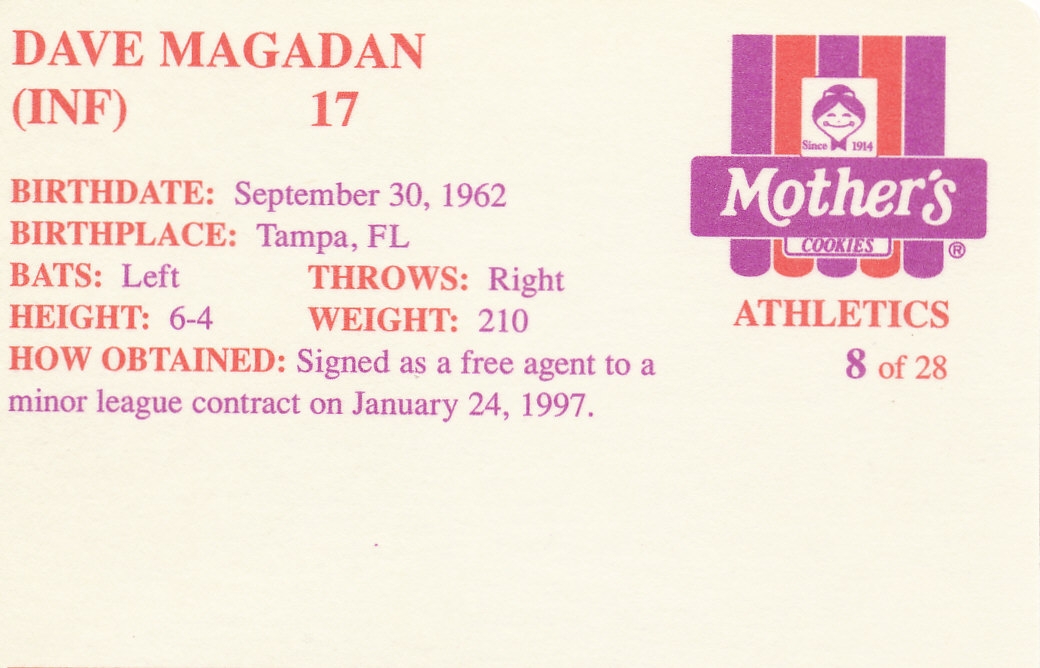 DAVE MAGADAN
(INF) 17
BIRTHDATE: September 30, 1962
BIRTHPLACE: Tampa, FL
BATS: Left THROWS: Right
HEIGHT: 6-4 WEIGHT: 210
HOW OBTAINED: Signed as a free agent to a
minor league contract on January 24, 1997.
Since 1914
Mother's
COOKIES
®
ATHLETICS
8 of 28